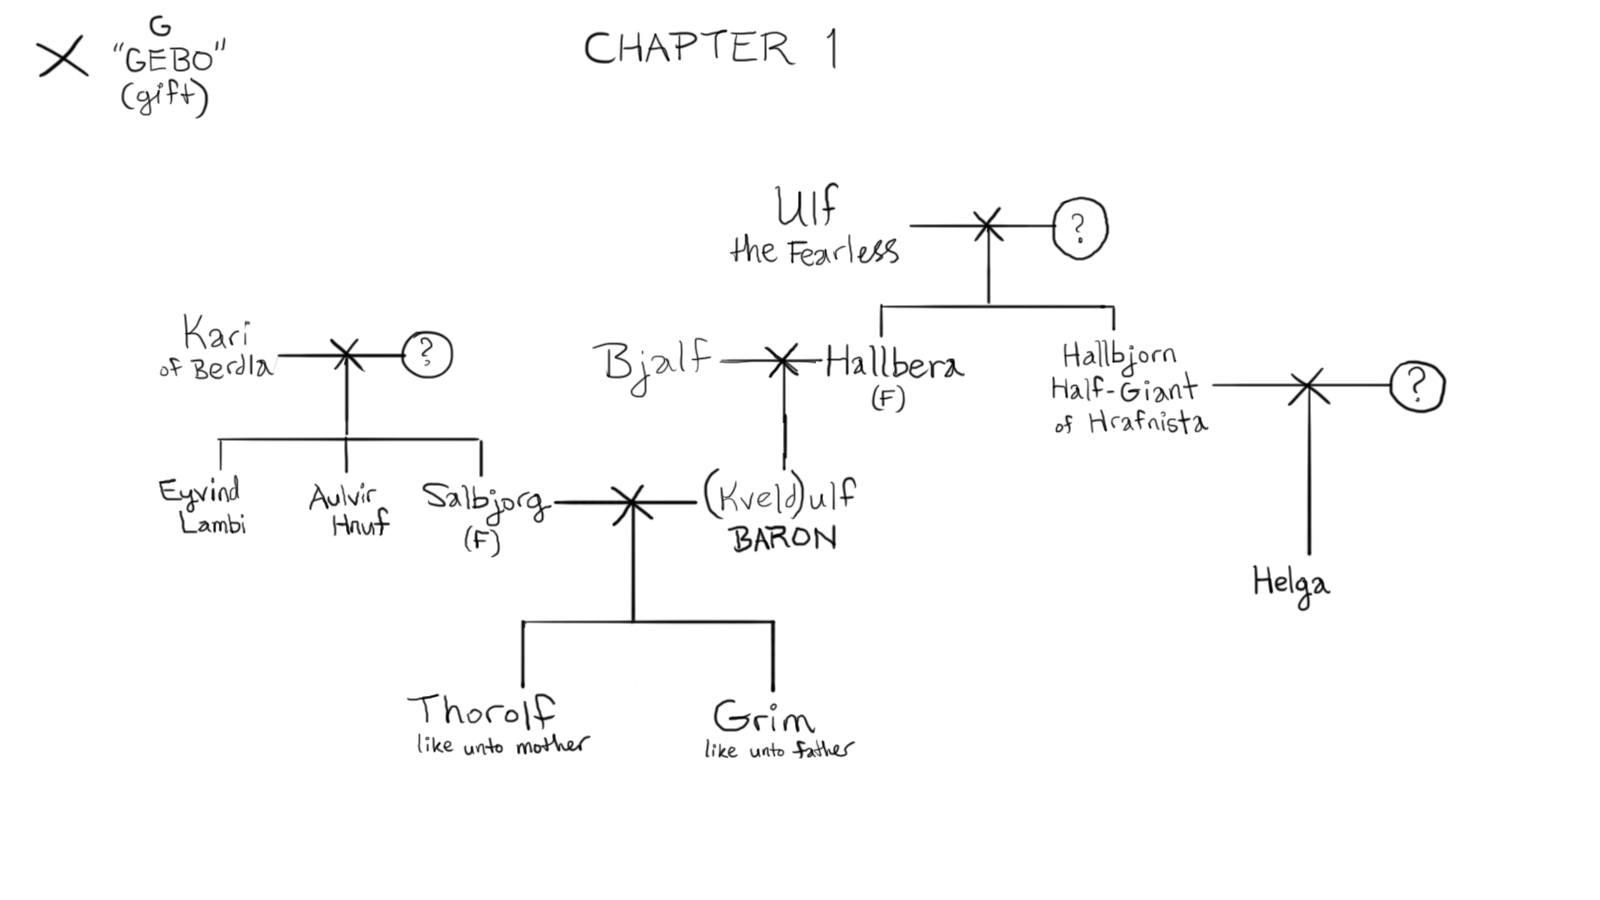 G
"GEBO"
(gift)
CHAPTER 1
Ulf
the Fearless
?
Kari
of Berdla
?
Bjalf
Hallbera
(F)
Hallbjorn
Half-Giant
of Hrafnista
?
Eyvind
Lambi
Aulvir
Hnuf
Salbjorg
(F)
(Kveld)ulf
BARON
Helga
Thorolf
like unto mother
Grim
like unto father